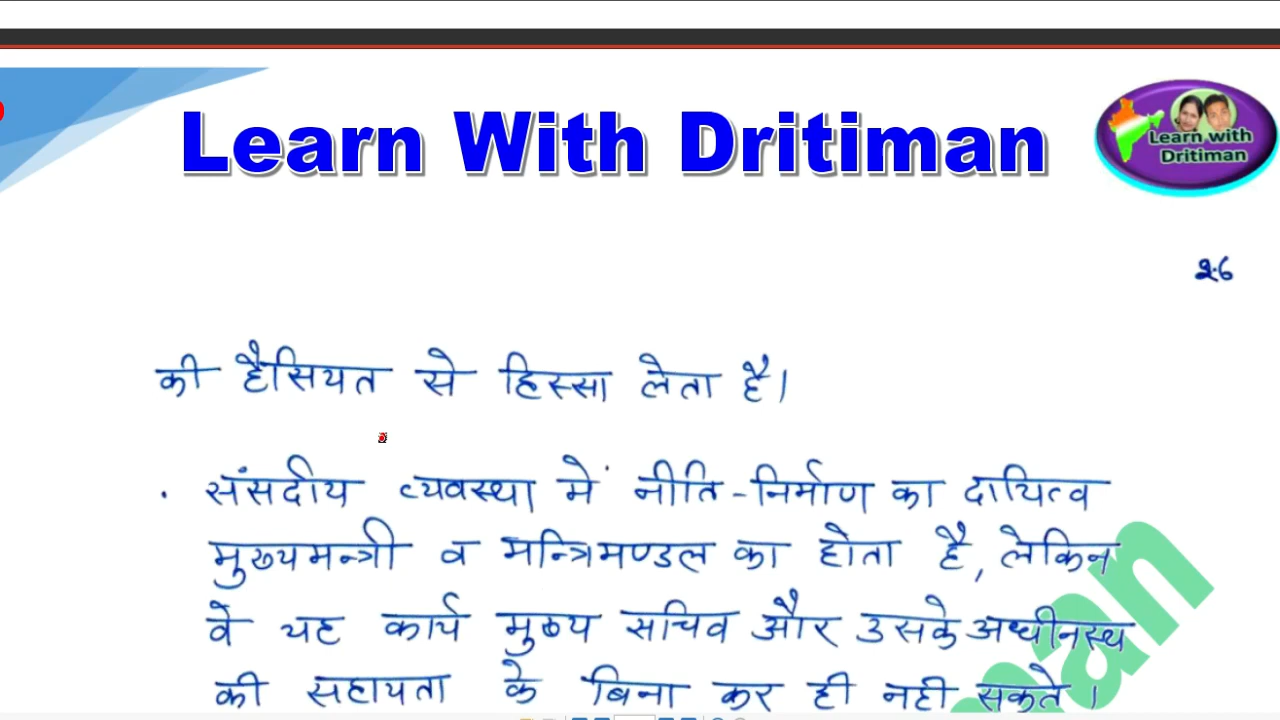 Learn With Dritiman
Learn with
Dritiman
26
की हैसियत से हिस्सा लेता है।
. संसदीय व्यवस्था में नीति-निर्माण का दायित्व
मुख्यमन्त्री व मन्त्रिमण्डल का होता है, लेकिन
वे यह कार्य मुख्य सचिव और उसके अधीनस्थ
की सहायता के बिना कर ही नही सकते।